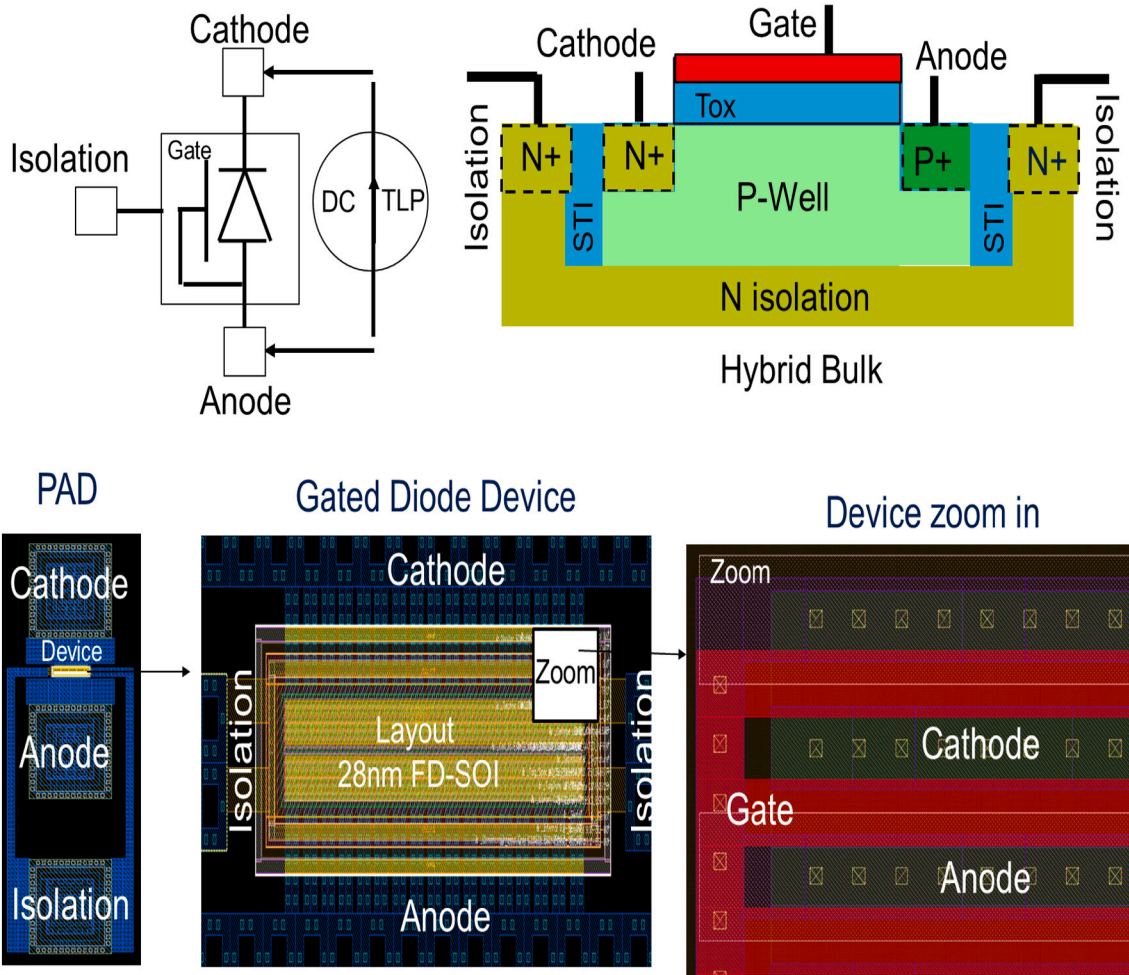 Cathode
Isolation
Gate
DC
TLP
Anode
Gate
Cathode
Anode
Isolation
Tox
N+
N+
P+
N+
Isolation
STI
P-Well
STI
N isolation
Hybrid Bulk
PAD
Gated Diode Device
Device zoom in
Cathode
Device
Anode
Isolation
Cathode
Isolation
Zoom
Isolation
Layout
28nm FD-SOI
Anode
Zoom
Cathode
Gate
Anode